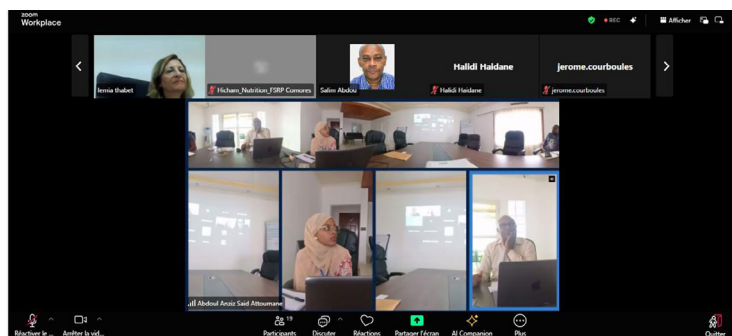 zoom
Workplace
REC
Afficher
lemia thabet
Hicham_Nutrition_FSRP Comores
Salim Abdou
Halidi Haidane
Halidi Haidane
jerome.courboules
jerome.courboules
Abdoul Anziz Said Attoumane
Réactiver le ...
Arrêter la vid...
19
Participants
Discuter
Réactions
Partager l'écran
AI Companion
Plus
Quitter